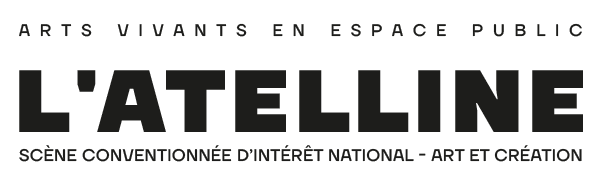 ARTS VIVANTS EN ESPACE PUBLIC
L'ATELLINE
SCÈNE CONVENTIONNÉE D'INTÉRÊT NATIONAL - ART ET CRÉATION